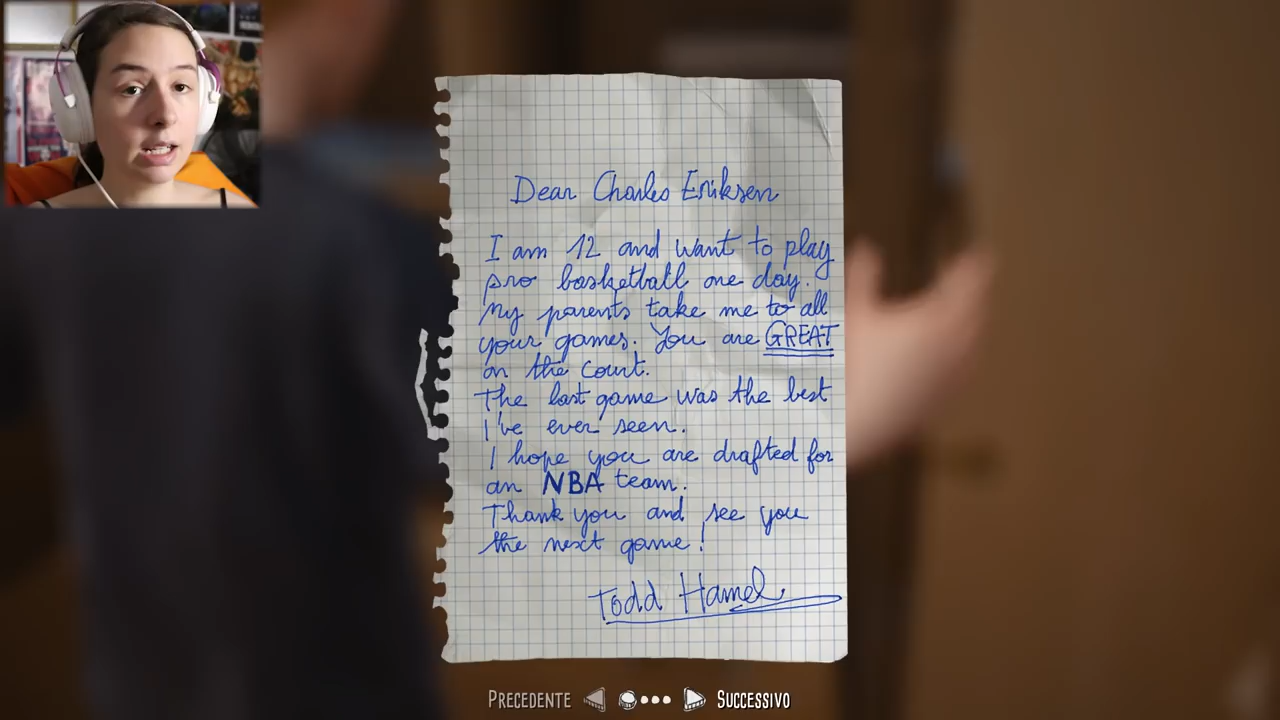 Dear Charles Eriksen
I am 12 and want to play
pro basketball one day.
My parents take me to all
your games. You are GREAT
on the court.
The last game was the best
I've ever seen.
I hope you are drafted for
an NBA team.
Thank you and see you
the next game!
Todd Hamel
PRECEDENTE SUCCESSIVO